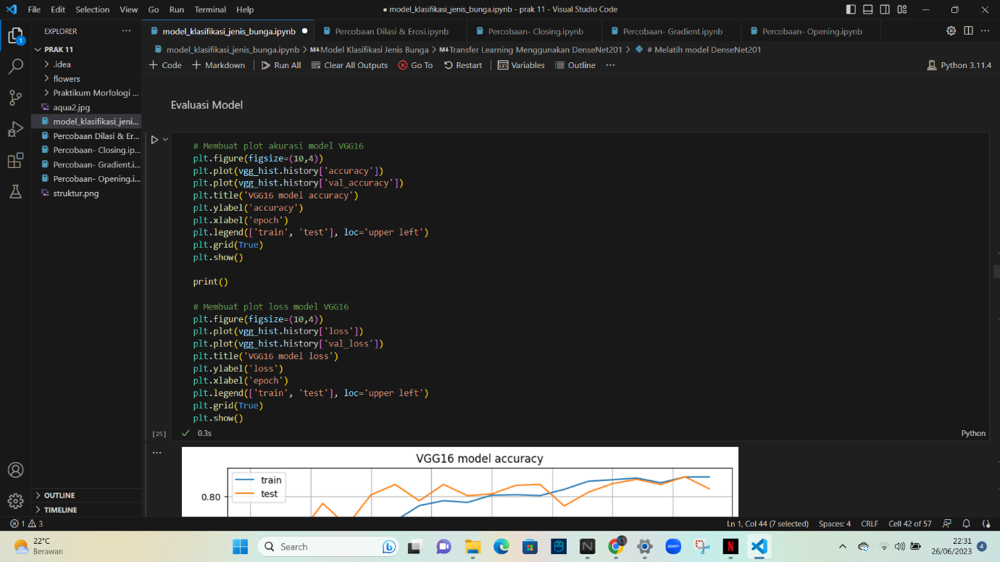 File Edit Selection View Go Run Terminal Help
● model_klasifikasi_jenis_bunga.ipynb - prak 11 - Visual Studio Code
EXPLORER
model_klasifikasi_jenis_bunga.ipynb ●
Percobaan Dilasi & Erosi.ipynb
Percobaan- Closing.ipynb
Percobaan- Gradient.ipynb
Percobaan- Opening.ipynb
1
PRAK 11
.idea
flowers
Praktikum Morfologi ...
aqua2.jpg
model_klasifikasi_jeni...
Percobaan Dilasi & Er...
Percobaan- Closing.ip...
Percobaan- Gradient.i...
Percobaan- Opening.i...
struktur.png
OUTLINE
TIMELINE
model_klasifikasi_jenis_bunga.ipynb > M↓Model Klasifikasi Jenis Bunga > M↓Transfer Learning Menggunakan DenseNet201 > # Melatih model DenseNet201
+ Code + Markdown Run All Clear All Outputs Go To Restart Variables Outline ... Python 3.11.4
Evaluasi Model
# Membuat plot akurasi model VGG16
plt.figure(figsize=(10,4))
plt.plot(vgg_hist.history['accuracy'])
plt.plot(vgg_hist.history['val_accuracy'])
plt.title('VGG16 model accuracy')
plt.ylabel('accuracy')
plt.xlabel('epoch')
plt.legend(['train', 'test'], loc='upper left')
plt.grid(True)
plt.show()
print()
# Membuat plot loss model VGG16
plt.figure(figsize=(10,4))
plt.plot(vgg_hist.history['loss'])
plt.plot(vgg_hist.history['val_loss'])
plt.title('VGG16 model loss')
plt.ylabel('loss')
plt.xlabel('epoch')
plt.legend(['train', 'test'], loc='upper left')
plt.grid(True)
plt.show()
[25] 0.3s Python
VGG16 model accuracy
train
test
0.80
1 3
Ln 1, Col 44 (7 selected) Spaces: 4 CRLF Cell 42 of 57
22°C
Berawan
Search
zoom
22:31
26/06/2023
4